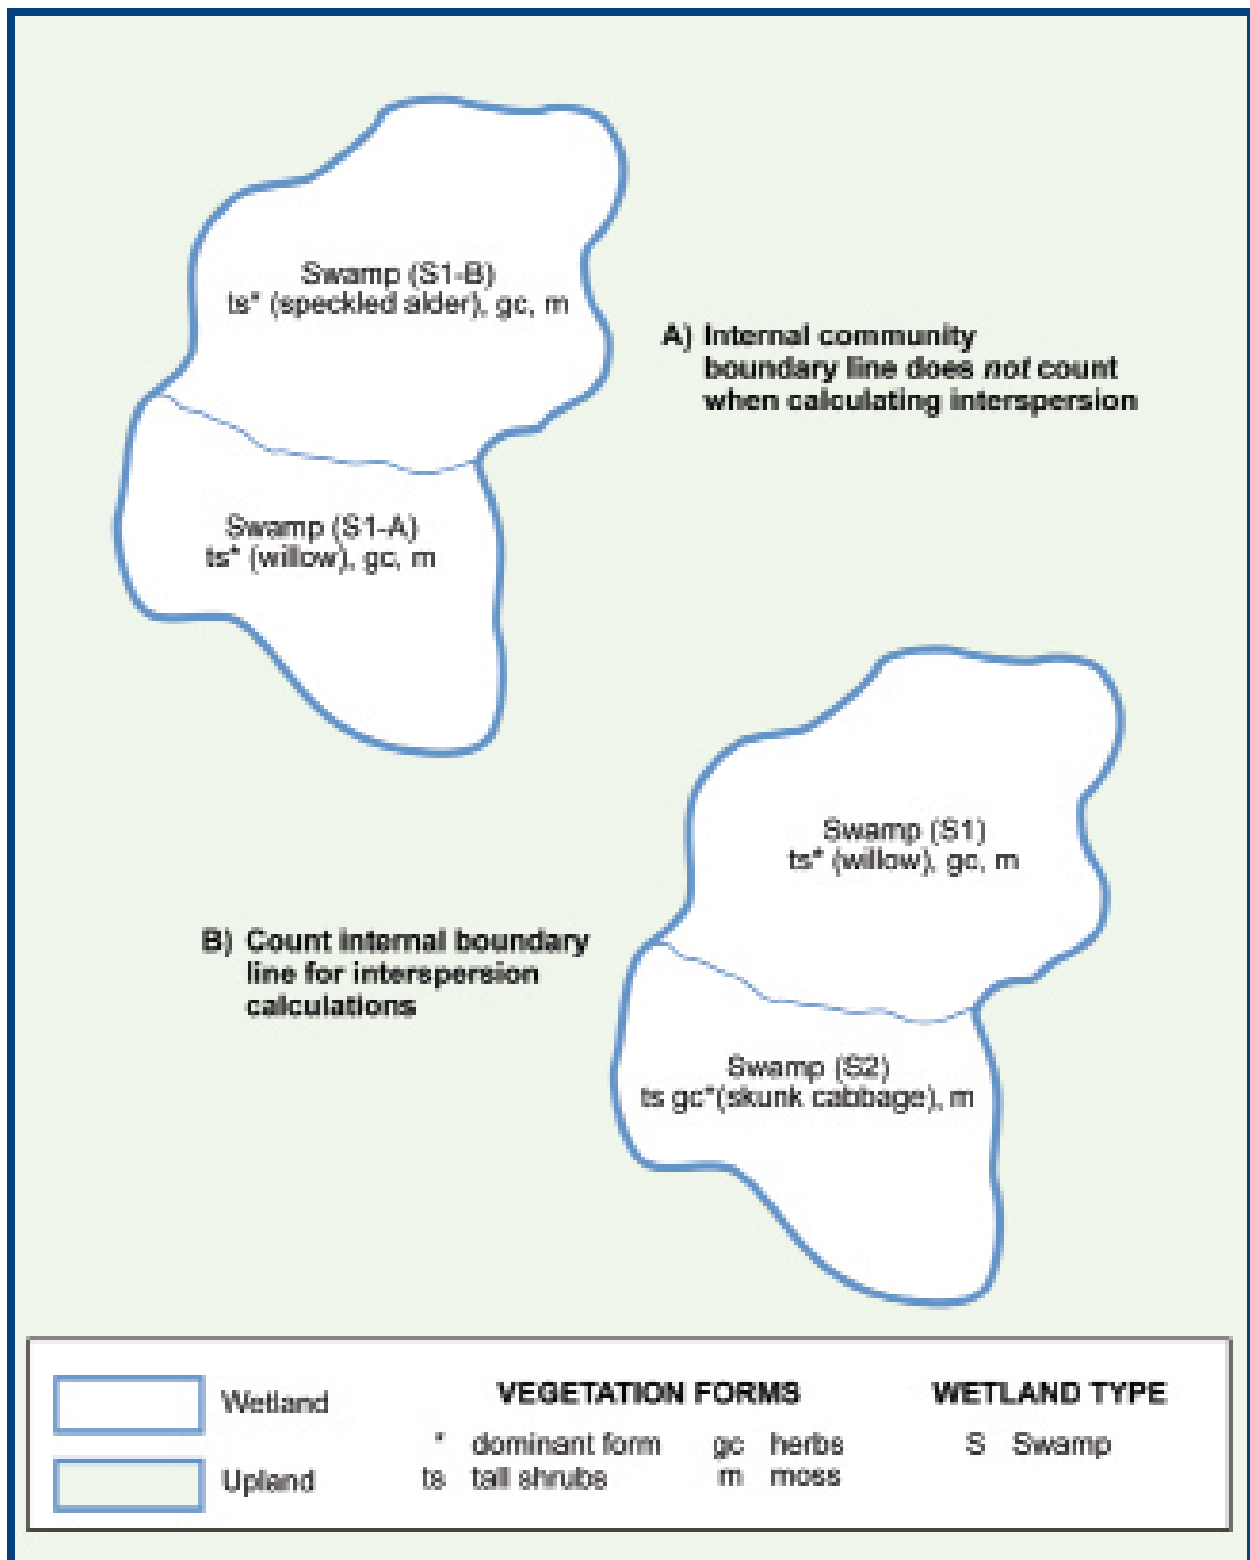 Swamp (S1-B)
ts* (speckled alder), gc, m
A) Internal community
boundary line does not count
when calculating interspersion
Swamp (S1-A)
ts* (willow), gc, m
Swamp (S1)
ts* (willow), gc, m
B) Count internal boundary
line for interspersion
calculations
Swamp (S2)
ts gc*(skunk cabbage), m
Wetland
Upland
VEGETATION FORMS
* dominant form gc herbs
ts tall shrubs m moss
WETLAND TYPE
S Swamp